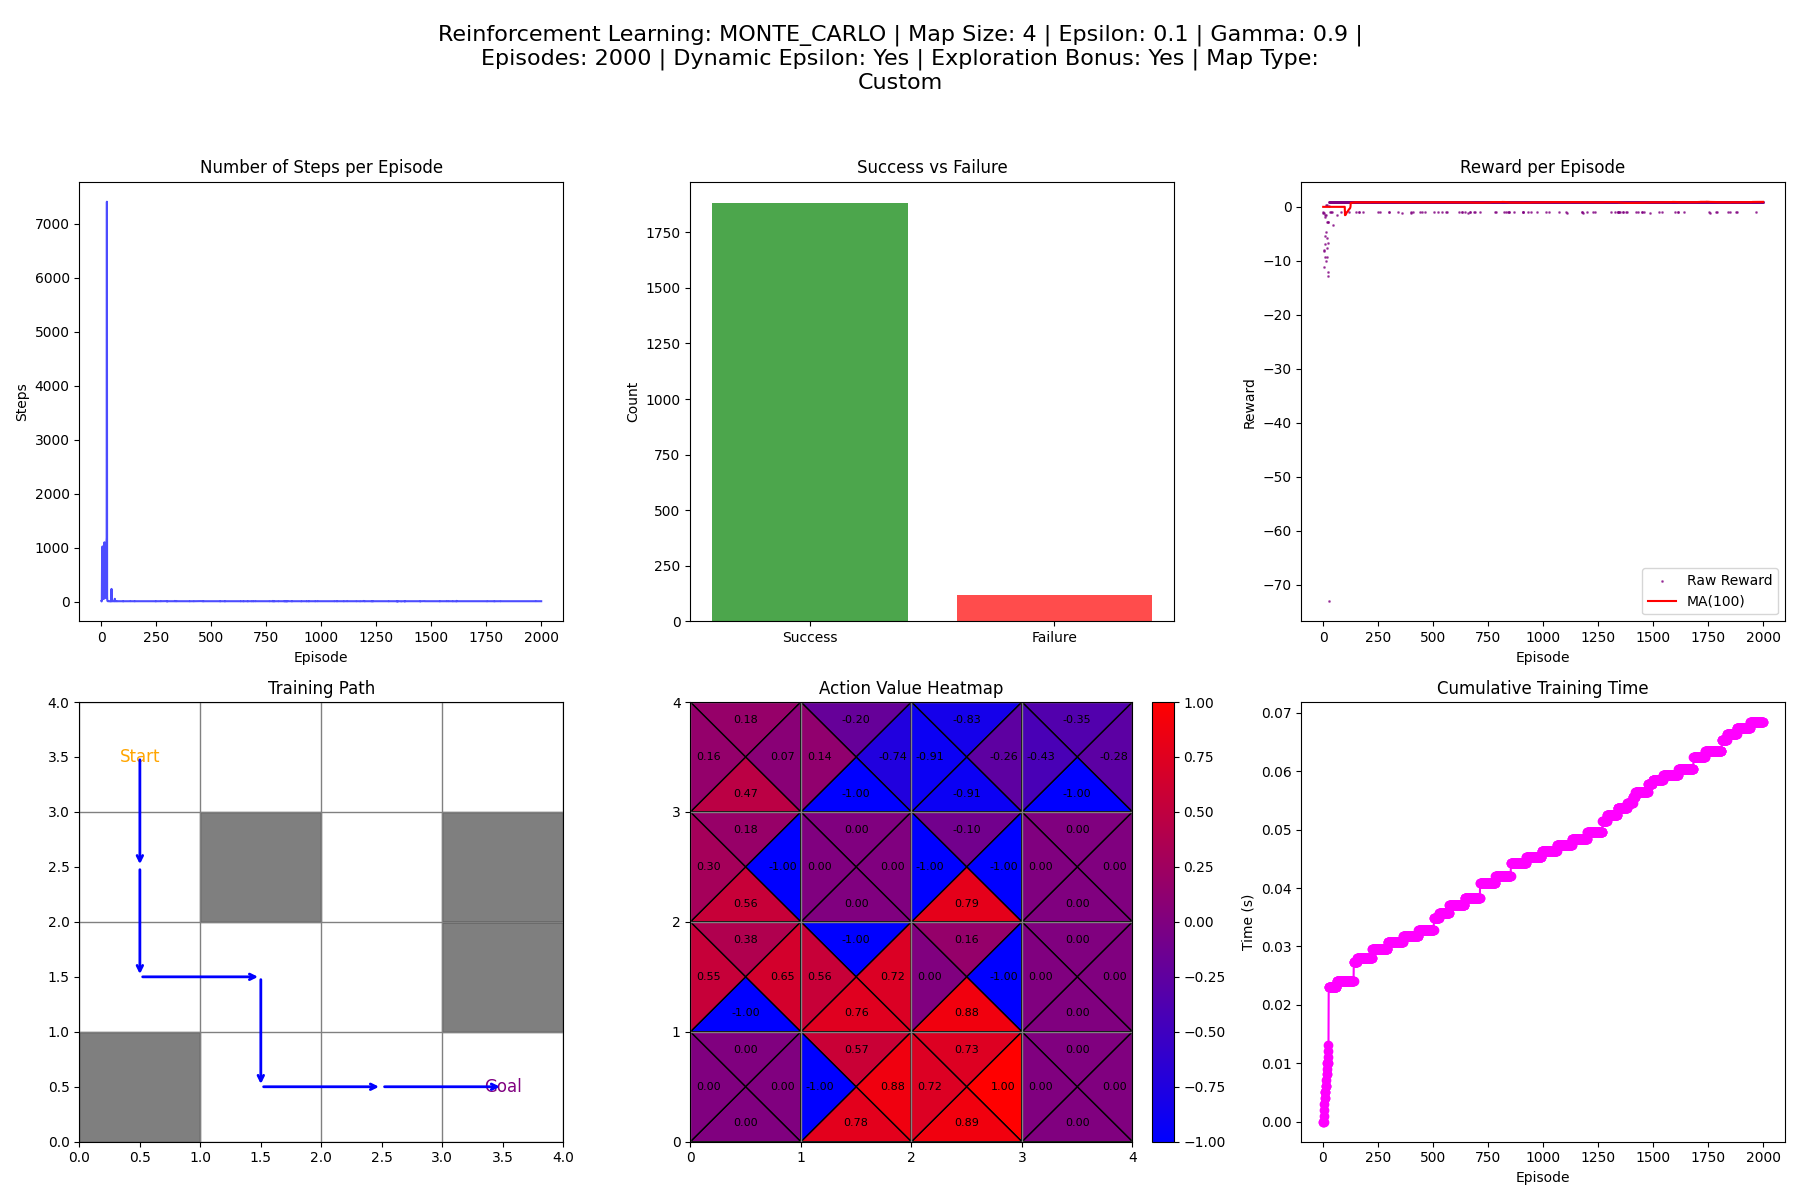 Reinforcement Learning: MONTE_CARLO | Map Size: 4 | Epsilon: 0.1 | Gamma: 0.9 |
Episodes: 2000 | Dynamic Epsilon: Yes | Exploration Bonus: Yes | Map Type:
Custom
Number of Steps per Episode
7000
6000
5000
4000
3000
2000
1000
0
Steps
0 250 500 750 1000 1250 1500 1750 2000
Episode
Success vs Failure
1750
1500
1250
1000
750
500
250
0
Count
Success Failure
Reward per Episode
0
−10
−20
−30
−40
−50
−60
−70
Reward
Raw Reward
MA(100)
0 250 500 750 1000 1250 1500 1750 2000
Episode
Training Path
4.0
3.5
3.0
2.5
2.0
1.5
1.0
0.5
0.0
Start
Goal
0.0 0.5 1.0 1.5 2.0 2.5 3.0 3.5 4.0
Action Value Heatmap
4
3
2
1
0
0.18 -0.20 -0.83 -0.35
0.16 0.07 0.14 -0.74 -0.91 -0.26 -0.43 -0.28
0.47 -1.00 -0.91 -1.00
0.18 0.00 -0.10 0.00
0.30 -1.00 0.00 0.00 -1.00 -1.00 0.00 0.00
0.56 0.00 0.79 0.00
0.38 -1.00 0.16 0.00
0.55 0.65 0.56 0.72 0.00 -1.00 0.00 0.00
-1.00 0.76 0.88 0.00
0.00 0.57 0.73 0.00
0.00 0.00 -1.00 0.88 0.72 1.00 0.00 0.00
0.00 0.78 0.89 0.00
0 1 2 3 4
1.00
0.75
0.50
0.25
0.00
−0.25
−0.50
−0.75
−1.00
Cumulative Training Time
0.07
0.06
0.05
0.04
0.03
0.02
0.01
0.00
Time (s)
0 250 500 750 1000 1250 1500 1750 2000
Episode